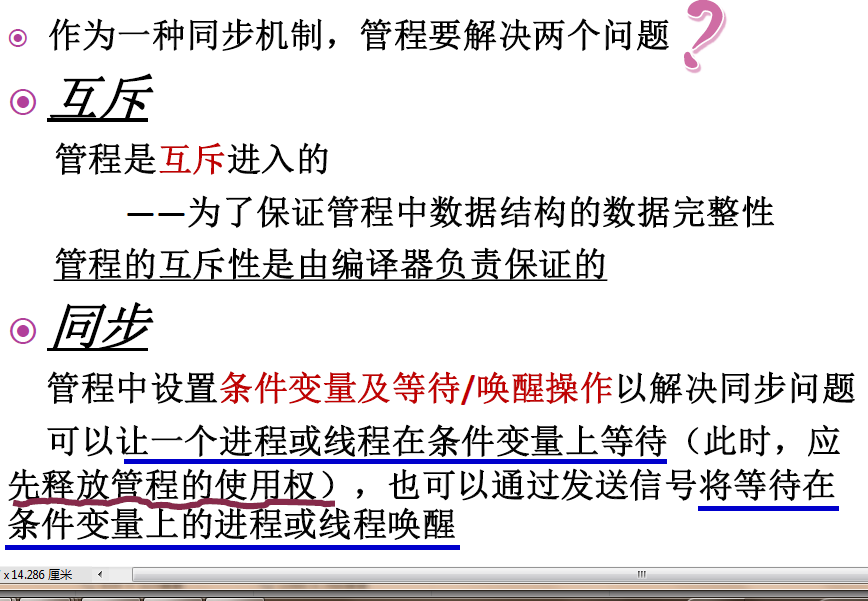 作为一种同步机制，管程要解决两个问题?
互斥
管程是互斥进入的
——为了保证管程中数据结构的数据完整性
管程的互斥性是由编译器负责保证的
同步
管程中设置条件变量及等待/唤醒操作以解决同步问题
可以让一个进程或线程在条件变量上等待（此时，应
先释放管程的使用权），也可以通过发送信号将等待在
条件变量上的进程或线程唤醒
x 14.286 厘米